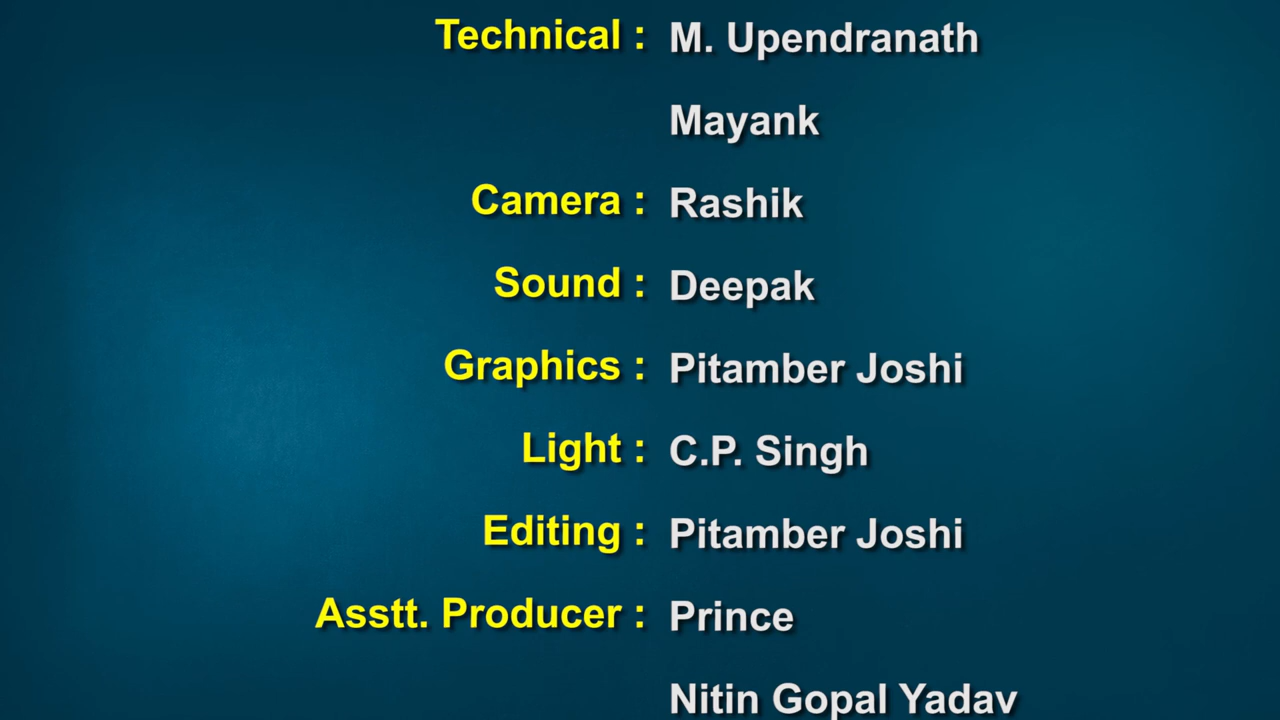 Technical : M. Upendranath
Mayank
Camera : Rashik
Sound : Deepak
Graphics : Pitamber Joshi
Light : C.P. Singh
Editing : Pitamber Joshi
Asstt. Producer : Prince
Nitin Gopal Yadav